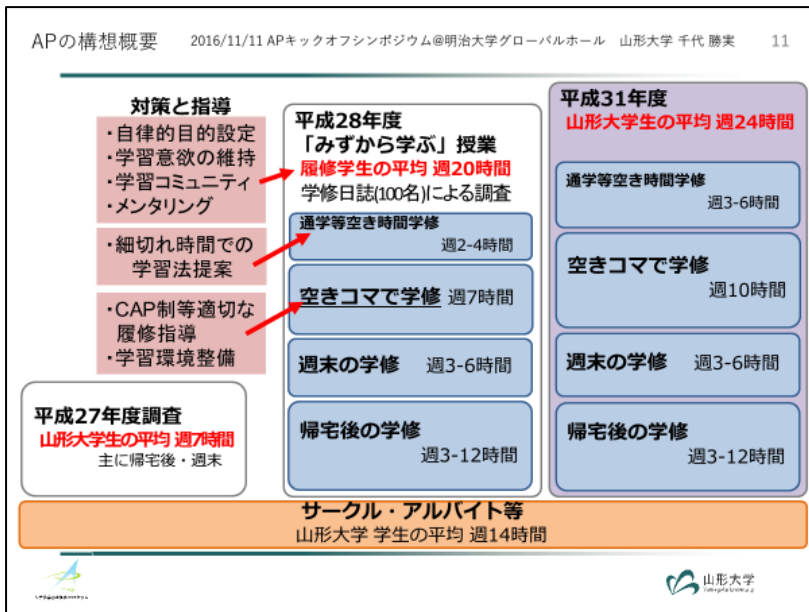 APの構想概要
2016/11/11 APキックオフシンポジウム@明治大学グローバルホール 山形大学 千代 勝実
11
対策と指導
・自律的目的設定
・学習意欲の維持
・学習コミュニティ
・メンタリング
・細切れ時間での
学習法提案
・CAP制等適切な
履修指導
・学習環境整備
平成27年度調査
山形大学生の平均 週7時間
主に帰宅後・週末
平成28年度
「みずから学ぶ」授業
履修学生の平均 週20時間
学修日誌(100名)による調査
通学等空き時間学修
週2-4時間
空きコマで学修 週7時間
週末の学修 週3-6時間
帰宅後の学修
週3-12時間
平成31年度
山形大学生の平均 週24時間
通学等空き時間学修
週3-6時間
空きコマで学修
週10時間
週末の学修 週3-6時間
帰宅後の学修
週3-12時間
サークル・アルバイト等
山形大学 学生の平均 週14時間
山形大学